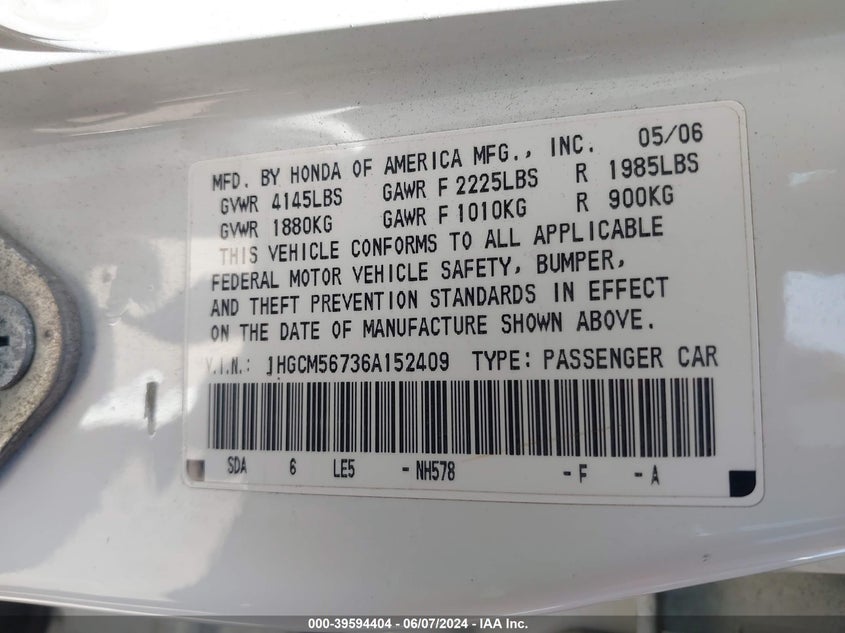 MFD. BY HONDA OF AMERICA MFG., INC. 05/06
GVWR 4145LBS GAWR F 2225LBS R 1985LBS
GVWR 1880KG GAWR F 1010KG R 900KG
THIS VEHICLE CONFORMS TO ALL APPLICABLE
FEDERAL MOTOR VEHICLE SAFETY, BUMPER,
AND THEFT PREVENTION STANDARDS IN EFFECT
ON THE DATE OF MANUFACTURE SHOWN ABOVE.
V.I.N.: 1HGCM56736A152409 TYPE: PASSENGER CAR
SDA 6 LE5 -NH578 -F -A
000-39594404 - 06/07/2024 - IAA Inc.